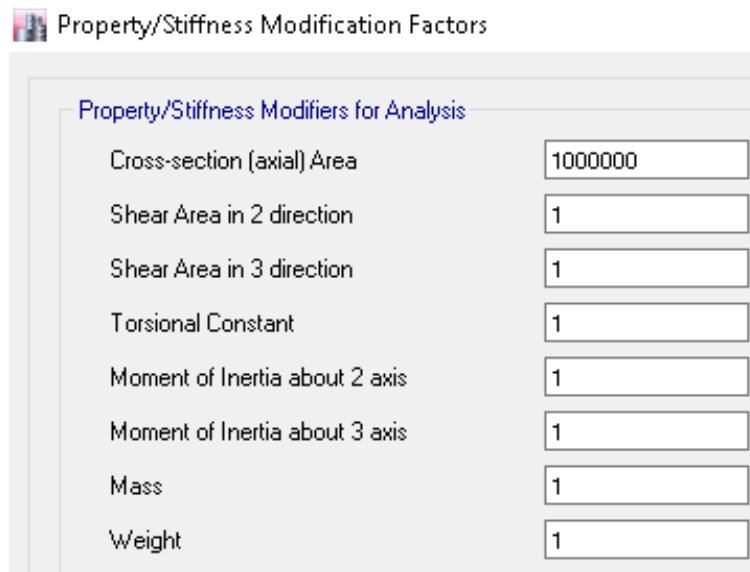 Property/Stiffness Modification Factors
Property/Stiffness Modifiers for Analysis
Cross-section (axial) Area 1000000
Shear Area in 2 direction 1
Shear Area in 3 direction 1
Torsional Constant 1
Moment of Inertia about 2 axis 1
Moment of Inertia about 3 axis 1
Mass 1
Weight 1